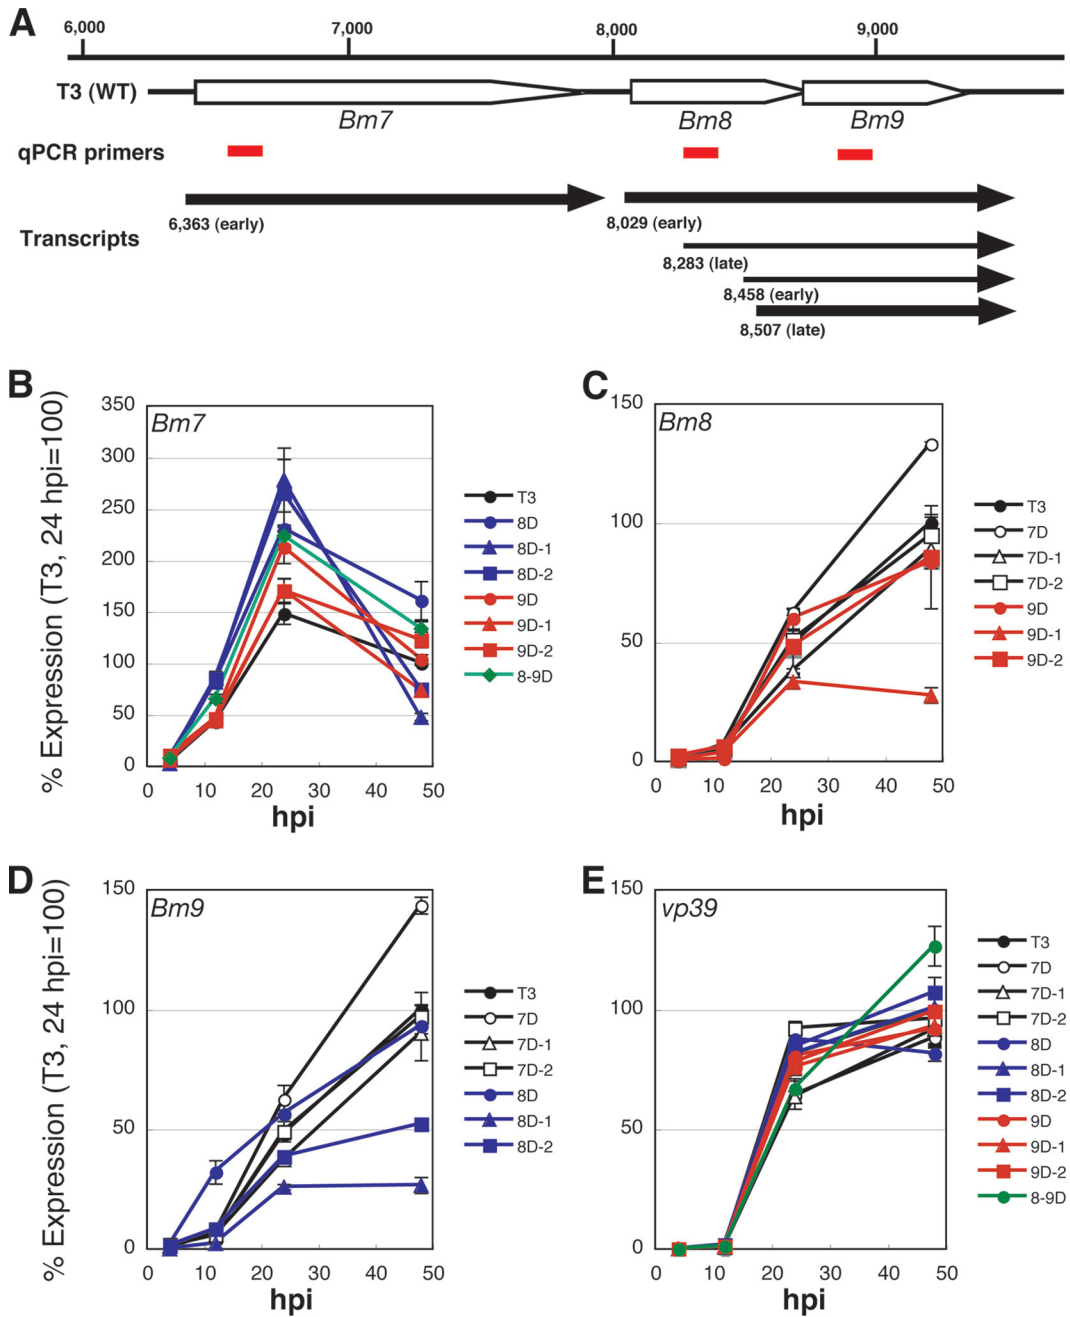 A
6,000 7,000 8,000 9,000
T3 (WT)
Bm7 Bm8 Bm9
qPCR primers
6,363 (early) 8,029 (early)
Transcripts
8,283 (late)
8,458 (early)
8,507 (late)
B
% Expression (T3, 24 hpi=100)
Bm7
350
300
250
200
150
100
50
0
0 10 20 30 40 50
hpi
T3
8D
8D-1
8D-2
9D
9D-1
9D-2
8-9D
C
Bm8
150
100
50
0
0 10 20 30 40 50
hpi
T3
7D
7D-1
7D-2
9D
9D-1
9D-2
D
% Expression (T3, 24 hpi=100)
Bm9
150
100
50
0
0 10 20 30 40 50
hpi
T3
7D
7D-1
7D-2
8D
8D-1
8D-2
E
vp39
150
100
50
0
0 10 20 30 40 50
hpi
T3
7D
7D-1
7D-2
8D
8D-1
8D-2
9D
9D-1
9D-2
8-9D